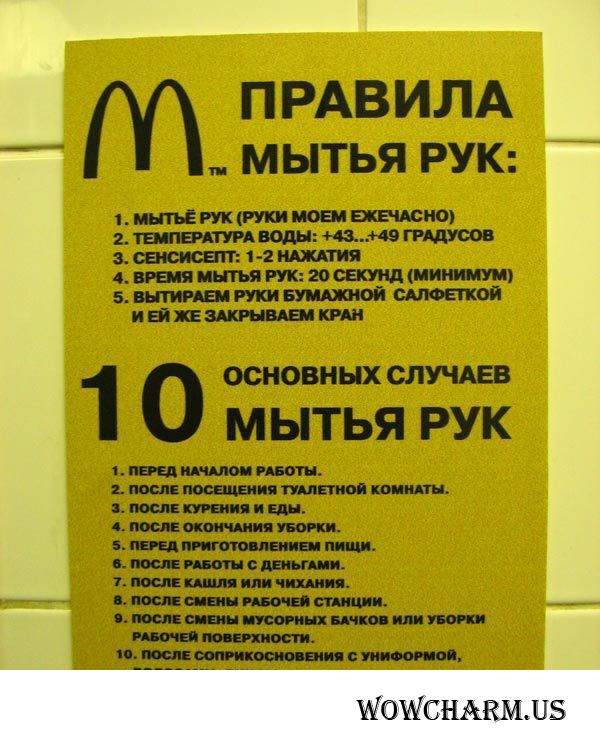 M™
ПРАВИЛА
МЫТЬЯ РУК:
1. МЫТЬЁ РУК (РУКИ МОЕМ ЕЖЕЧАСНО)
2. ТЕМПЕРАТУРА ВОДЫ: +43...+49 ГРАДУСОВ
3. СЕНСИСЕПТ: 1-2 НАЖАТИЯ
4. ВРЕМЯ МЫТЬЯ РУК: 20 СЕКУНД (МИНИМУМ)
5. ВЫТИРАЕМ РУКИ БУМАЖНОЙ САЛФЕТКОЙ
И ЕЙ ЖЕ ЗАКРЫВАЕМ КРАН
10 ОСНОВНЫХ СЛУЧАЕВ
МЫТЬЯ РУК
1. ПЕРЕД НАЧАЛОМ РАБОТЫ.
2. ПОСЛЕ ПОСЕЩЕНИЯ ТУАЛЕТНОЙ КОМНАТЫ.
3. ПОСЛЕ КУРЕНИЯ И ЕДЫ.
4. ПОСЛЕ ОКОНЧАНИЯ УБОРКИ.
5. ПЕРЕД ПРИГОТОВЛЕНИЕМ ПИЩИ.
6. ПОСЛЕ РАБОТЫ С ДЕНЬГАМИ.
7. ПОСЛЕ КАШЛЯ ИЛИ ЧИХАНИЯ.
8. ПОСЛЕ СМЕНЫ РАБОЧЕЙ СТАНЦИИ.
9. ПОСЛЕ СМЕНЫ МУСОРНЫХ БАЧКОВ ИЛИ УБОРКИ
РАБОЧЕЙ ПОВЕРХНОСТИ.
10. ПОСЛЕ СОПРИКОСНОВЕНИЯ С УНИФОРМОЙ,
WOWCHARM.US